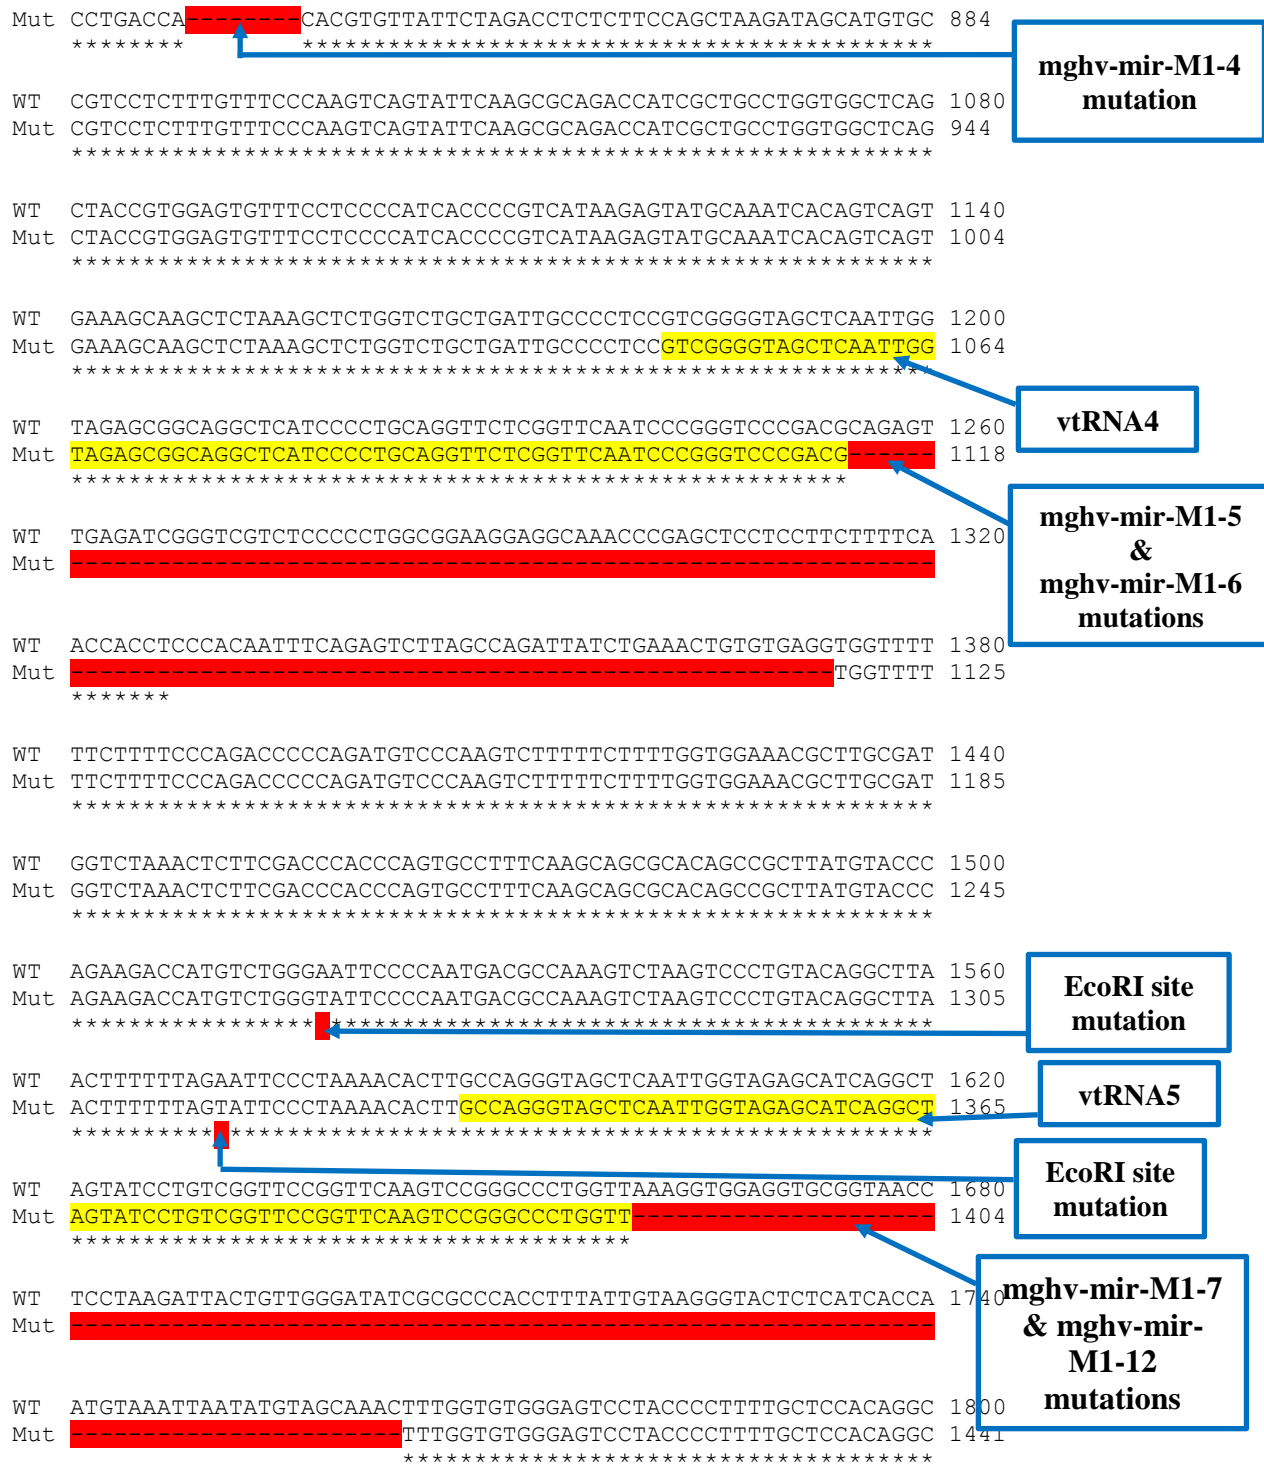 Mut CCTGACCA--------CACGTGTTATTCTAGACCTCTCTTCCAGCTAAGATAGCATGTGC 884
******** ********************************************
mghv-mir-M1-4
mutation
WT CGTCCTCTTTGTTTCCCAAGTCAGTATTCAAGCGCAGACCATCGCTGCCTGGTGGCTCAG 1080
Mut CGTCCTCTTTGTTTCCCAAGTCAGTATTCAAGCGCAGACCATCGCTGCCTGGTGGCTCAG 944
************************************************************
WT CTACCGTGGAGTGTTTCCTCCCCATCACCCCGTCATAAGAGTATGCAAATCACAGTCAGT 1140
Mut CTACCGTGGAGTGTTTCCTCCCCATCACCCCGTCATAAGAGTATGCAAATCACAGTCAGT 1004
************************************************************
WT GAAAGCAAGCTCTAAAGCTCTGGTCTGCTGATTGCCCCTCCGTCGGGGTAGCTCAATTGG 1200
Mut GAAAGCAAGCTCTAAAGCTCTGGTCTGCTGATTGCCCCTCCGTCGGGGTAGCTCAATTGG 1064
************************************************************
vtRNA4
WT TAGAGCGGCAGGCTCATCCCCTGCAGGTTCTCGGTTCAATCCCGGGTCCCGACGCAGAGT 1260
Mut TAGAGCGGCAGGCTCATCCCCTGCAGGTTCTCGGTTCAATCCCGGGTCCCGACG------ 1118
******************************************************
mghv-mir-M1-5
&
mghv-mir-M1-6
mutations
WT TGAGATCGGGTCGTCTCCCCCTGGCGGAAGGAGGCAAACCCGAGCTCCTCCTTCTTTTCA 1320
Mut ------------------------------------------------------------
WT ACCACCTCCCACAATTTCAGAGTCTTAGCCAGATTATCTGAAACTGTGTGAGGTGGTTTT 1380
Mut -----------------------------------------------------TGGTTTT 1125
*******
WT TTCTTTTCCCAGACCCCCAGATGTCCCAAGTCTTTTTCTTTTGGTGGAAACGCTTGCGAT 1440
Mut TTCTTTTCCCAGACCCCCAGATGTCCCAAGTCTTTTTCTTTTGGTGGAAACGCTTGCGAT 1185
************************************************************
WT GGTCTAAACTCTTCGACCCACCCAGTGCCTTTCAAGCAGCGCACAGCCGCTTATGTACCC 1500
Mut GGTCTAAACTCTTCGACCCACCCAGTGCCTTTCAAGCAGCGCACAGCCGCTTATGTACCC 1245
************************************************************
WT AGAAGACCATGTCTGGGAATTCCCCAATGACGCCAAAGTCTAAGTCCCTGTACAGGCTTA 1560
Mut AGAAGACCATGTCTGGGTATTCCCCAATGACGCCAAAGTCTAAGTCCCTGTACAGGCTTA 1305
***************** ******************************************
EcoRI site
mutation
WT ACTTTTTTAGAATTCCCTAAAACACTTGCCAGGGTAGCTCAATTGGTAGAGCATCAGGCT 1620
Mut ACTTTTTTAGTATTCCCTAAAACACTTGCCAGGGTAGCTCAATTGGTAGAGCATCAGGCT 1365
********** *************************************************
vtRNA5
EcoRI site
mutation
WT AGTATCCTGTCGGTTCCGGTTCAAGTCCGGGCCCTGGTTAAAGGTGGAGGTGCGGTAACC 1680
Mut AGTATCCTGTCGGTTCCGGTTCAAGTCCGGGCCCTGGTT--------------------- 1404
***************************************
mghv-mir-M1-7
& mghv-mir-
M1-12
mutations
WT TCCTAAGATTACTGTTGGGATATCGCGCCCACCTTTATTGTAAGGGTACTCTCATCACCA 1740
Mut ------------------------------------------------------------
WT ATGTAAATTAATATGTAGCAAACTTTGGTGTGGGAGTCCTACCCCTTTTGCTCCACAGGC 1800
Mut -----------------------TTTGGTGTGGGAGTCCTACCCCTTTTGCTCCACAGGC 1441
*************************************